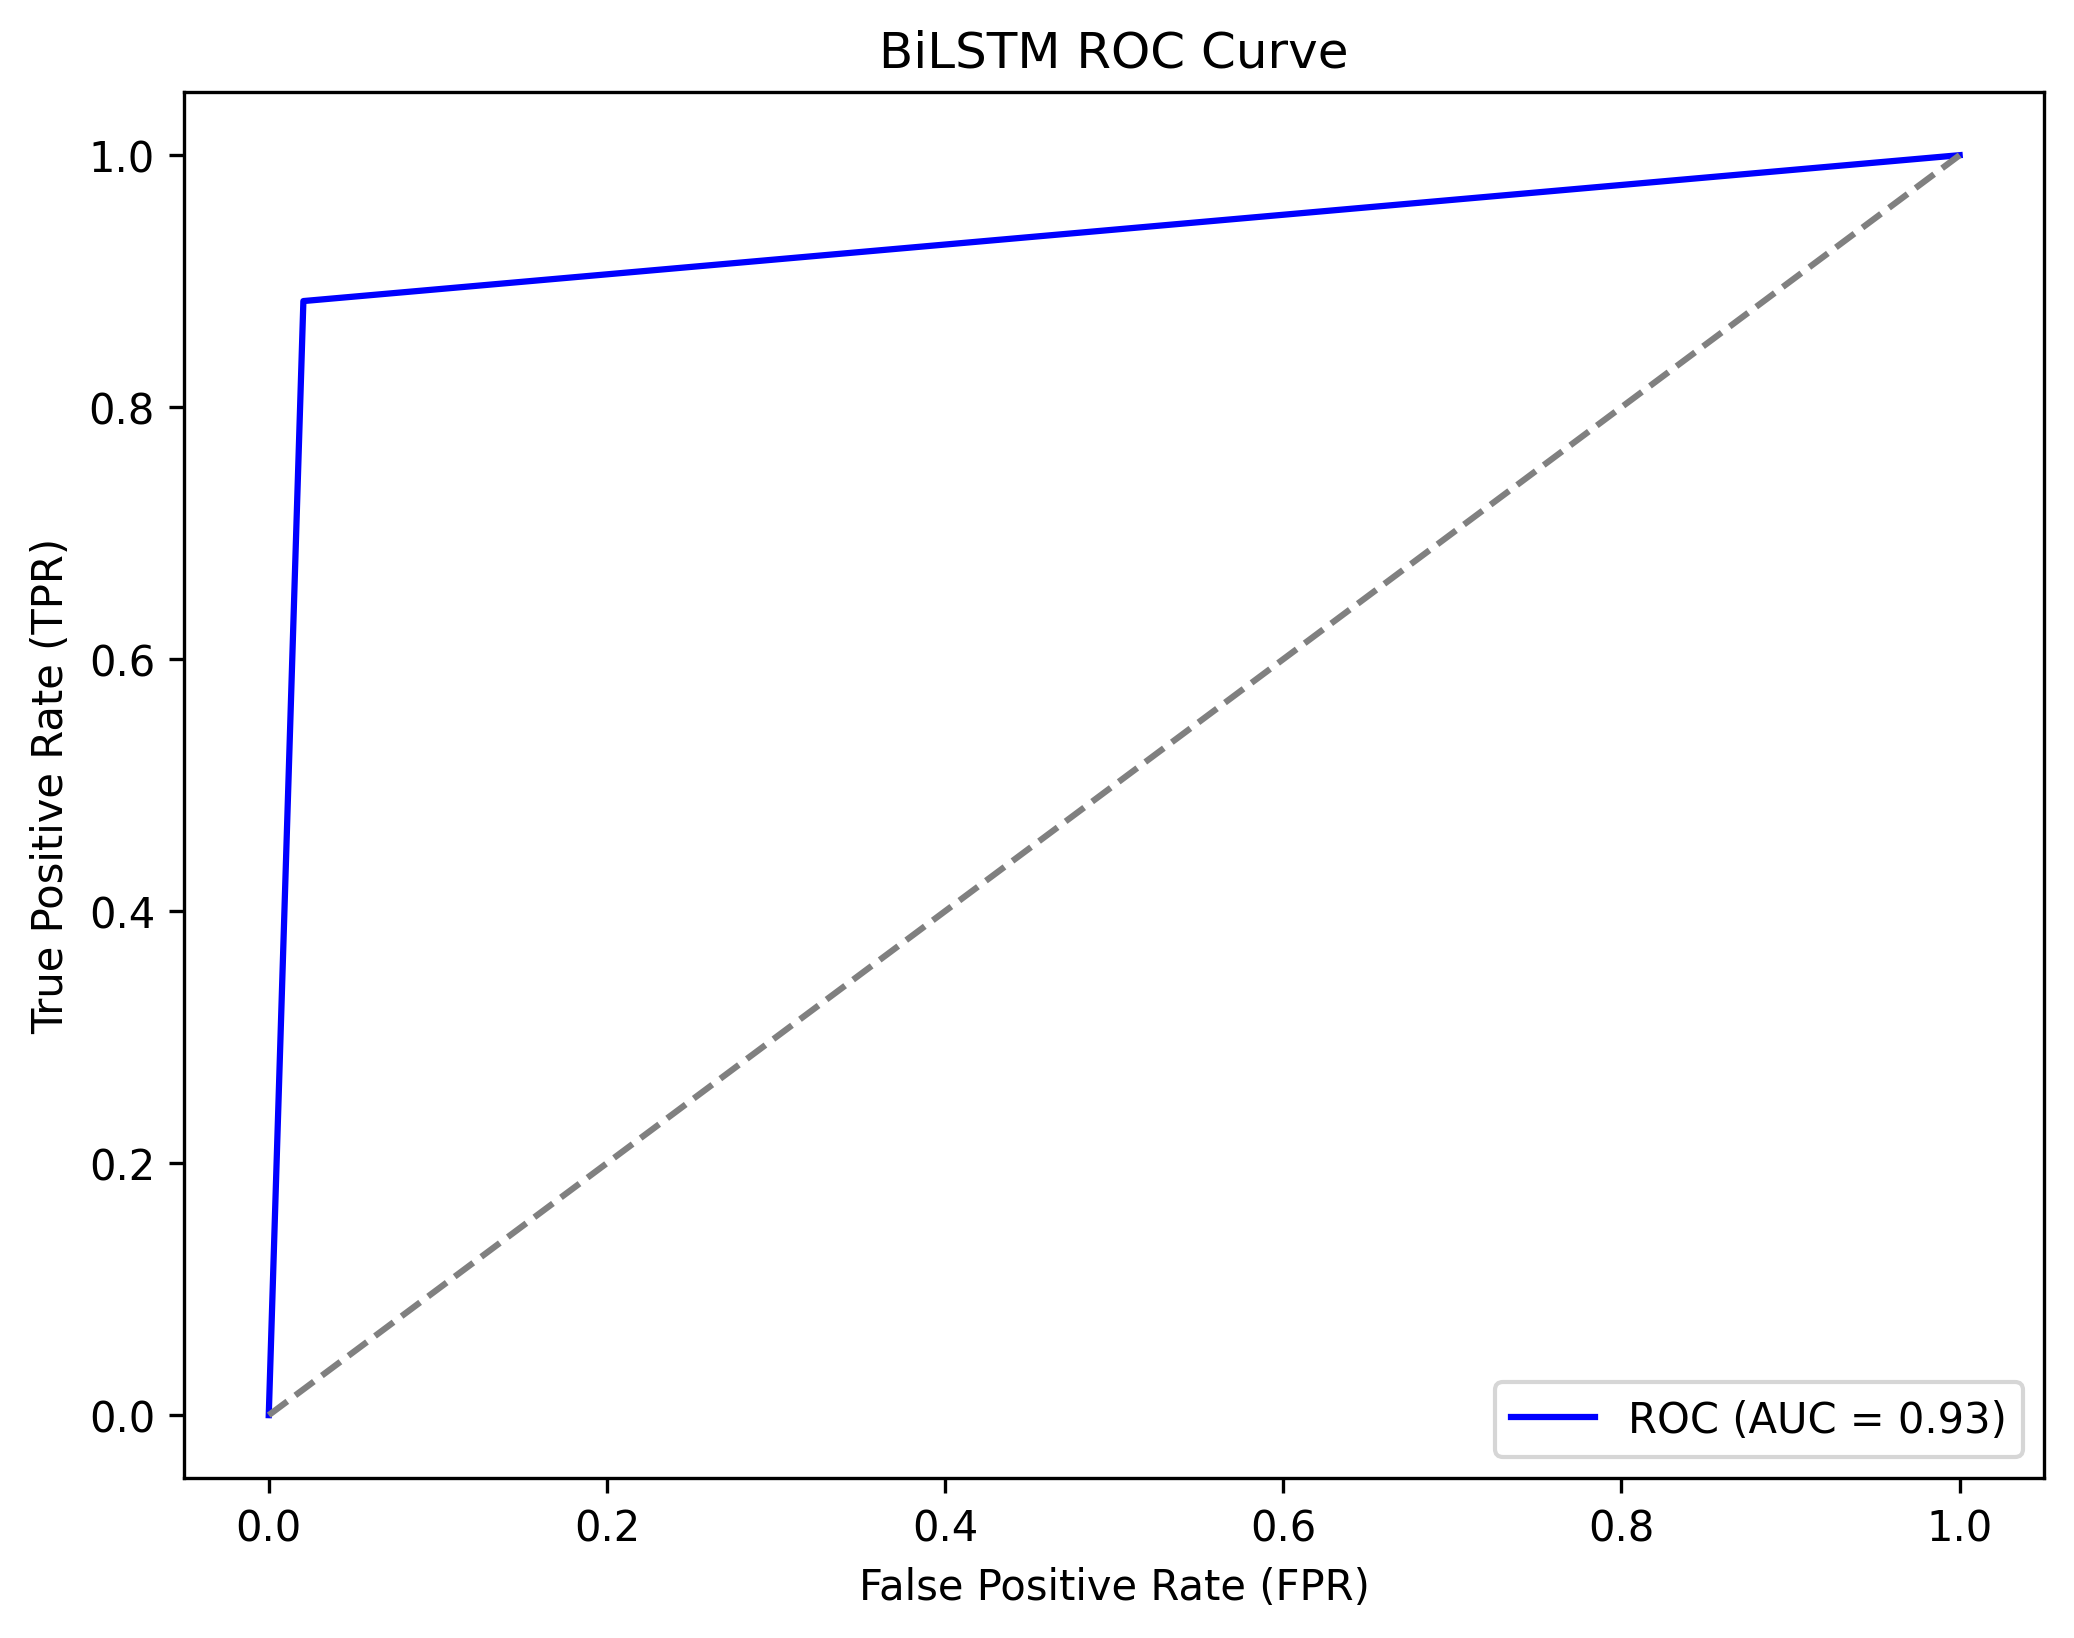 BiLSTM ROC Curve
True Positive Rate (TPR)
1.0
0.8
0.6
0.4
0.2
0.0
0.0 0.2 0.4 0.6 0.8 1.0
False Positive Rate (FPR)
ROC (AUC = 0.93)